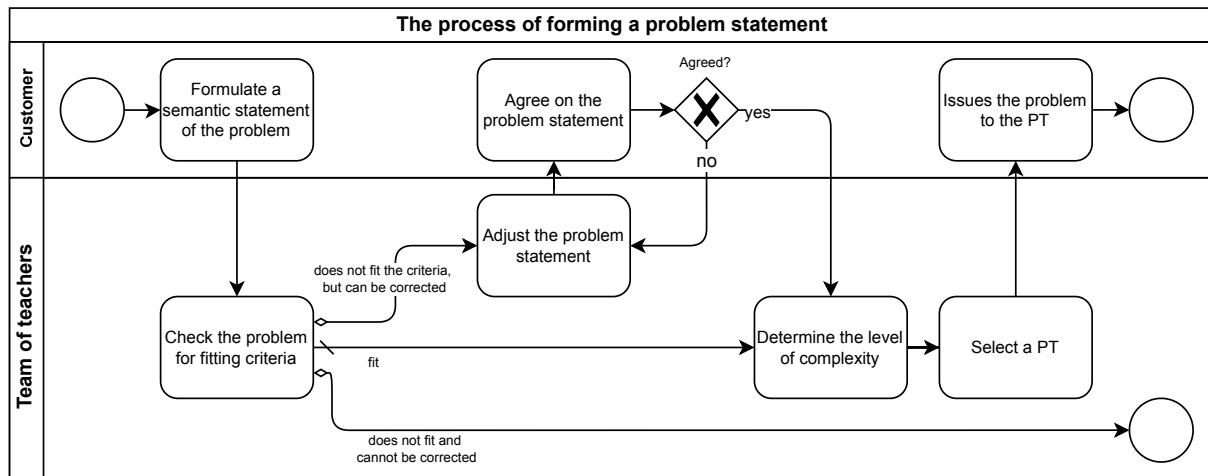 The process of forming a problem statement
Customer
Formulate a
semantic statement
of the problem
Agree on the
problem statement
Agreed?
yes
no
Issues the problem
to the PT
Team of teachers
Adjust the problem
statement
does not fit the criteria,
but can be corrected
Check the problem
for fitting criteria
fit
Determine the level
of complexity
Select a PT
does not fit and
cannot be corrected